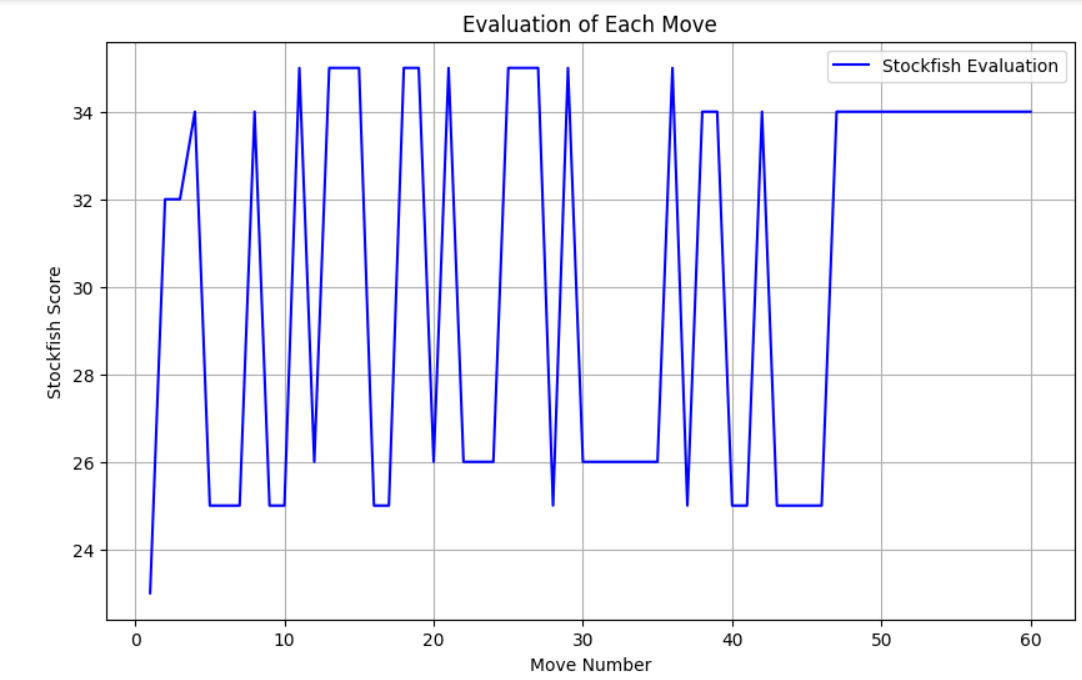 Evaluation of Each Move
Stockfish Evaluation
Stockfish Score
34
32
30
28
26
24
0 10 20 30 40 50 60
Move Number